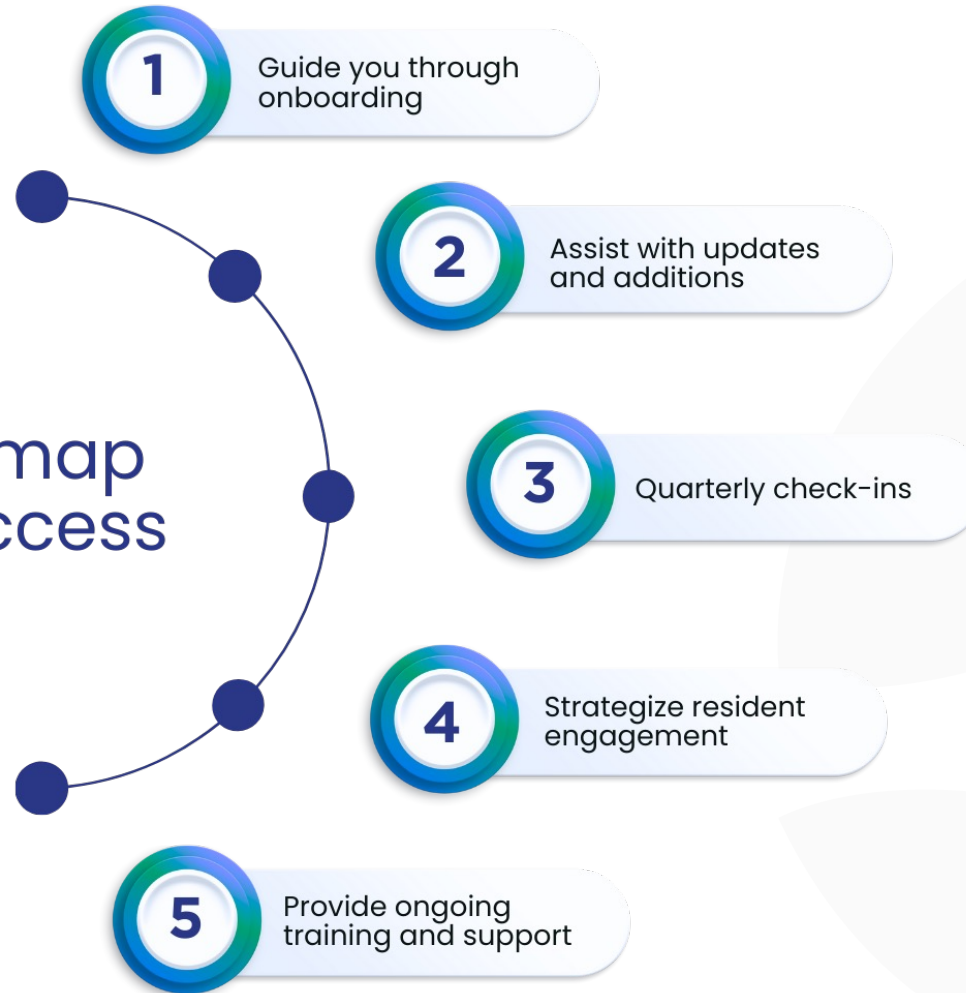 1
Guide you through
onboarding
2
Assist with updates
and additions
map
ccess
3
Quarterly check-ins
4
Strategize resident
engagement
5
Provide ongoing
training and support